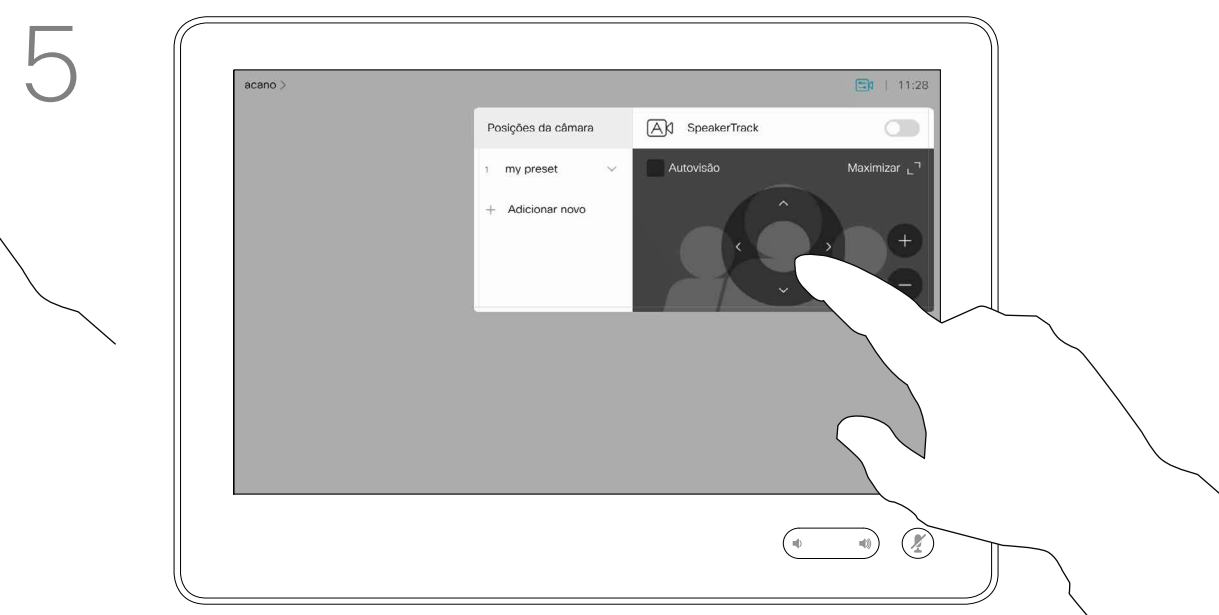 5
acano >
11:28
Posições da câmara
SpeakerTrack
1 my preset
Autovisão
Maximizar
+ Adicionar novo